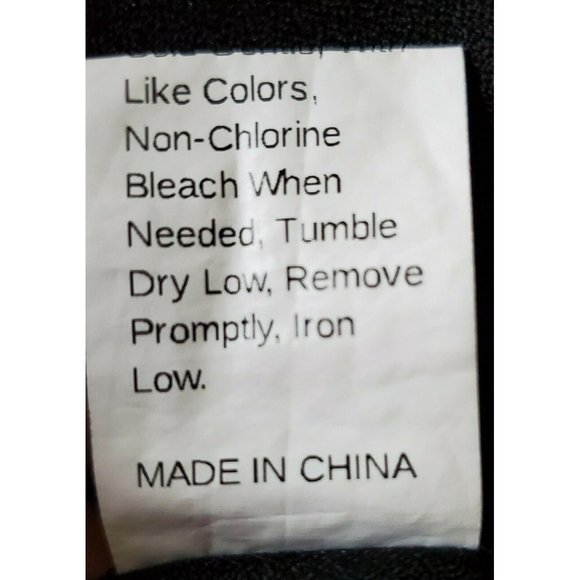 Like Colors,
Non-Chlorine
Bleach When
Needed, Tumble
Dry Low, Remove
Promptly, Iron
Low.
MADE IN CHINA